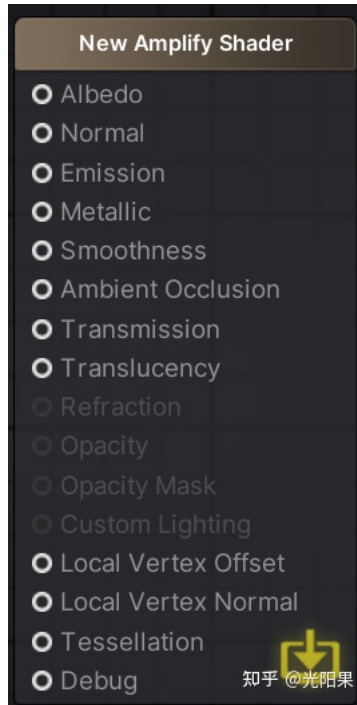 New Amplify Shader
Albedo
Normal
Emission
Metallic
Smoothness
Ambient Occlusion
Transmission
Translucency
Refraction
Opacity
Opacity Mask
Custom Lighting
Local Vertex Offset
Local Vertex Normal
Tessellation
Debug
知乎 @光阳果